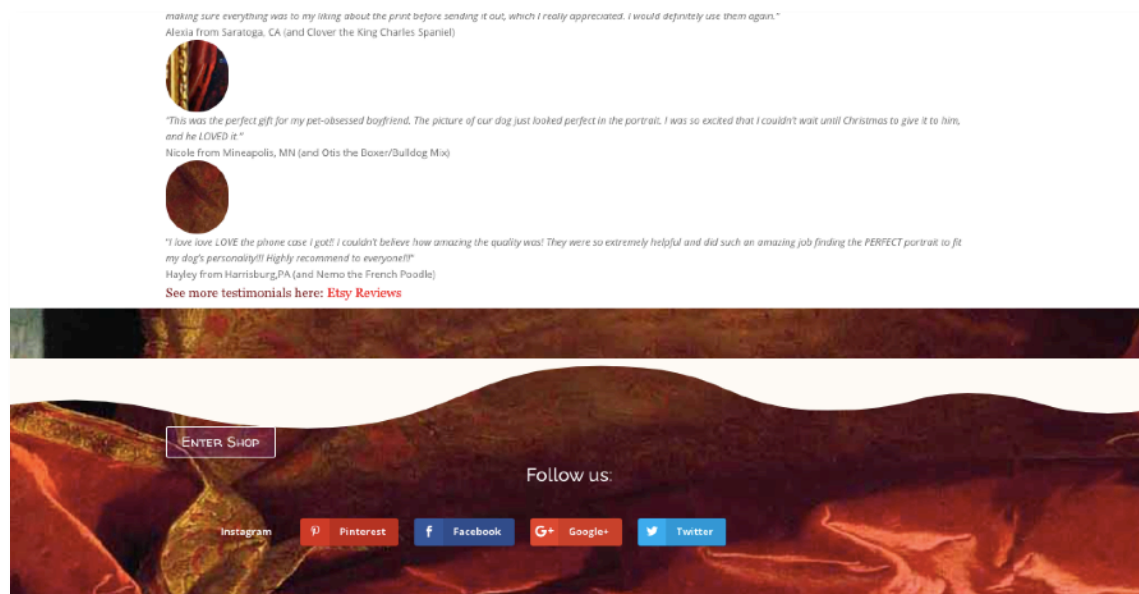 making sure everything was to my liking about the print before sending it out, which I really appreciated. I would definitely use them again."
Alexia from Saratoga, CA (and Clover the King Charles Spaniel)
"This was the perfect gift for my pet-obsessed boyfriend. The picture of our dog just looked perfect in the portrait. I was so excited that I couldn't wait until Christmas to give it to him,
and he LOVED it."
Nicole from Mineapolis, MN (and Otis the Boxer/Bulldog Mix)
"I love love LOVE the phone case I got!! I couldn't believe how amazing the quality was! They were so extremely helpful and did such an amazing job finding the PERFECT portrait to fit
my dog's personality!!! Highly recommend to everyone!!!"
Hayley from Harrisburg,PA (and Nemo the French Poodle)
See more testimonials here: Etsy Reviews
Enter Shop
Follow us:
Instagram Pinterest Facebook G+ Google+ Twitter